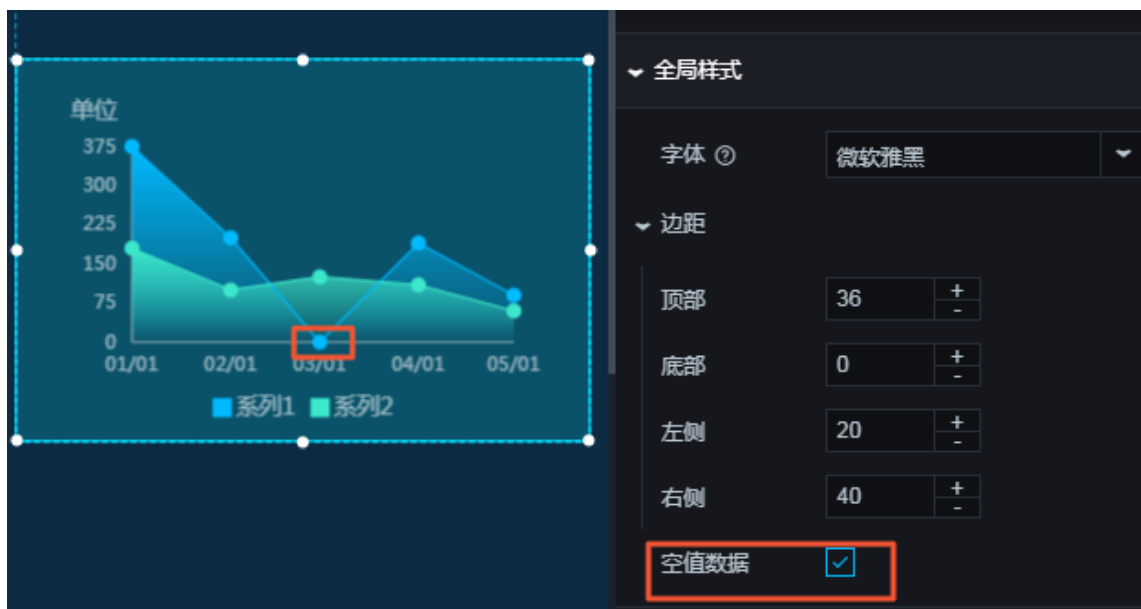 单位
375
300
225
150
75
0
01/01 02/01 03/01 04/01 05/01
系列1 系列2
全局样式
字体 微软雅黑
边距
顶部 36 + -
底部 0 + -
左侧 20 + -
右侧 40 + -
空值数据